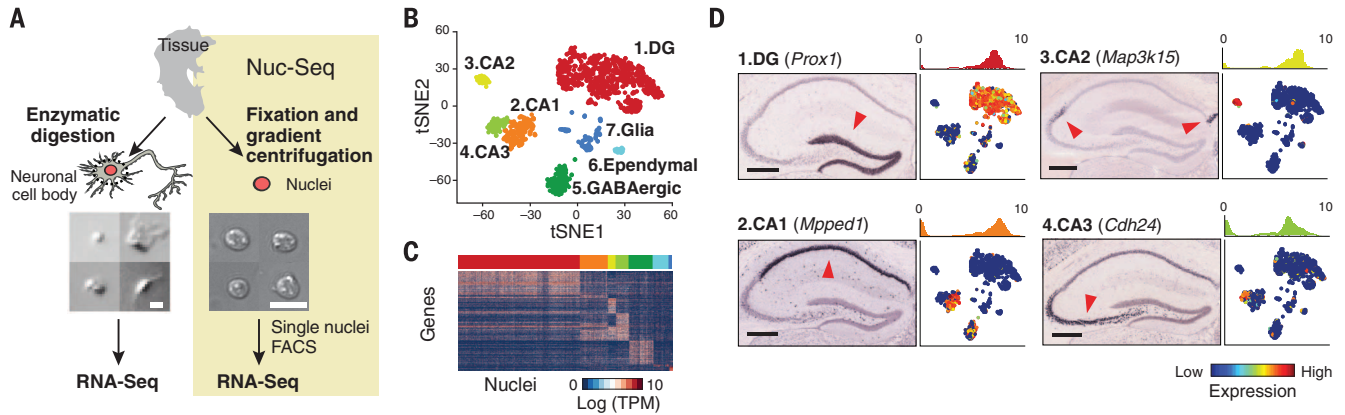 A
Tissue
Nuc-Seq
Enzymatic
digestion
Fixation and
gradient
centrifugation
Neuronal
cell body
Nuclei
Single nuclei
FACS
RNA-Seq
RNA-Seq
B
tSNE2
60
30
0
−30
−60
−60
−30
0
30
60
tSNE1
1.DG
3.CA2
2.CA1
4.CA3
7.Glia
6.Ependymal
5.GABAergic
C
Genes
Nuclei
0
10
Log (TPM)
D
1.DG (Prox1)
0
10
3.CA2 (Map3k15)
0
10
2.CA1 (Mpped1)
0
10
4.CA3 (Cdh24)
0
10
Low
High
Expression